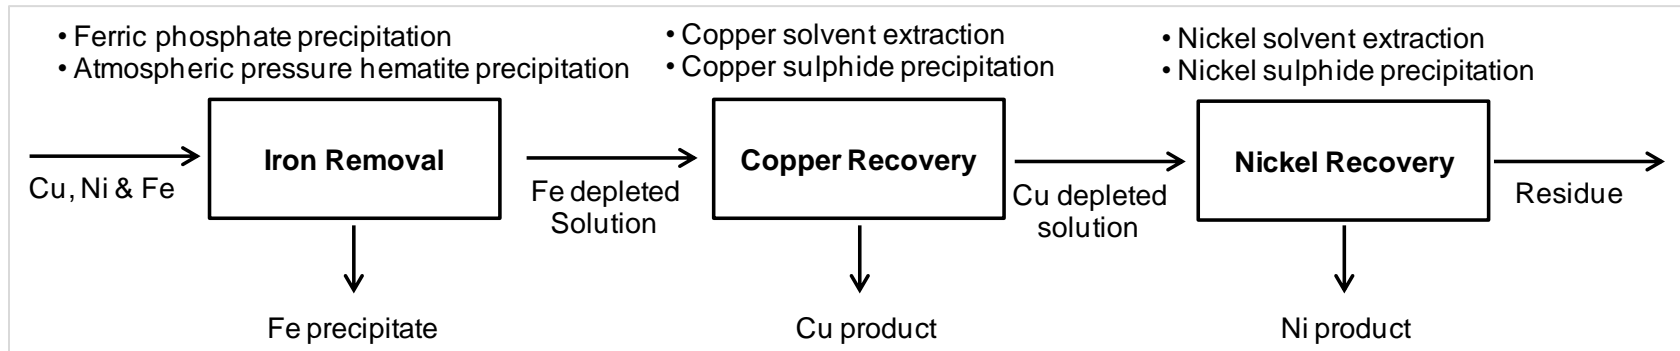 • Ferric phosphate precipitation
• Atmospheric pressure hematite precipitation
• Copper solvent extraction
• Copper sulphide precipitation
• Nickel solvent extraction
• Nickel sulphide precipitation
Cu, Ni & Fe
Iron Removal
Fe depleted
Solution
Copper Recovery
Cu depleted
solution
Nickel Recovery
Residue
Fe precipitate
Cu product
Ni product